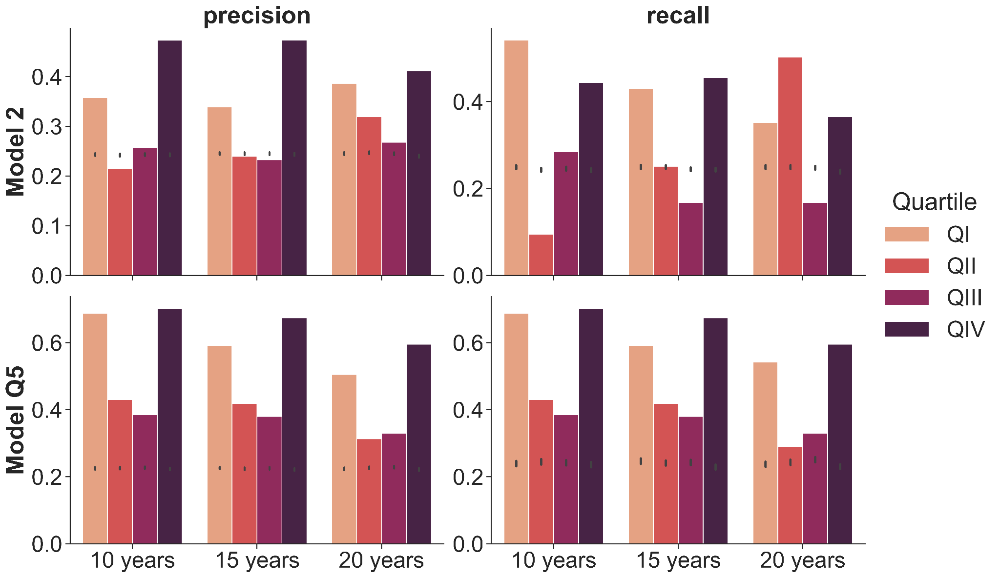 precision
recall
Model 2
0.4
0.3
0.2
0.1
0.0
0.4
0.2
0.0
Quartile
QI
QII
QIII
QIV
Model Q5
0.6
0.4
0.2
0.0
0.6
0.4
0.2
0.0
10 years 15 years 20 years
10 years 15 years 20 years